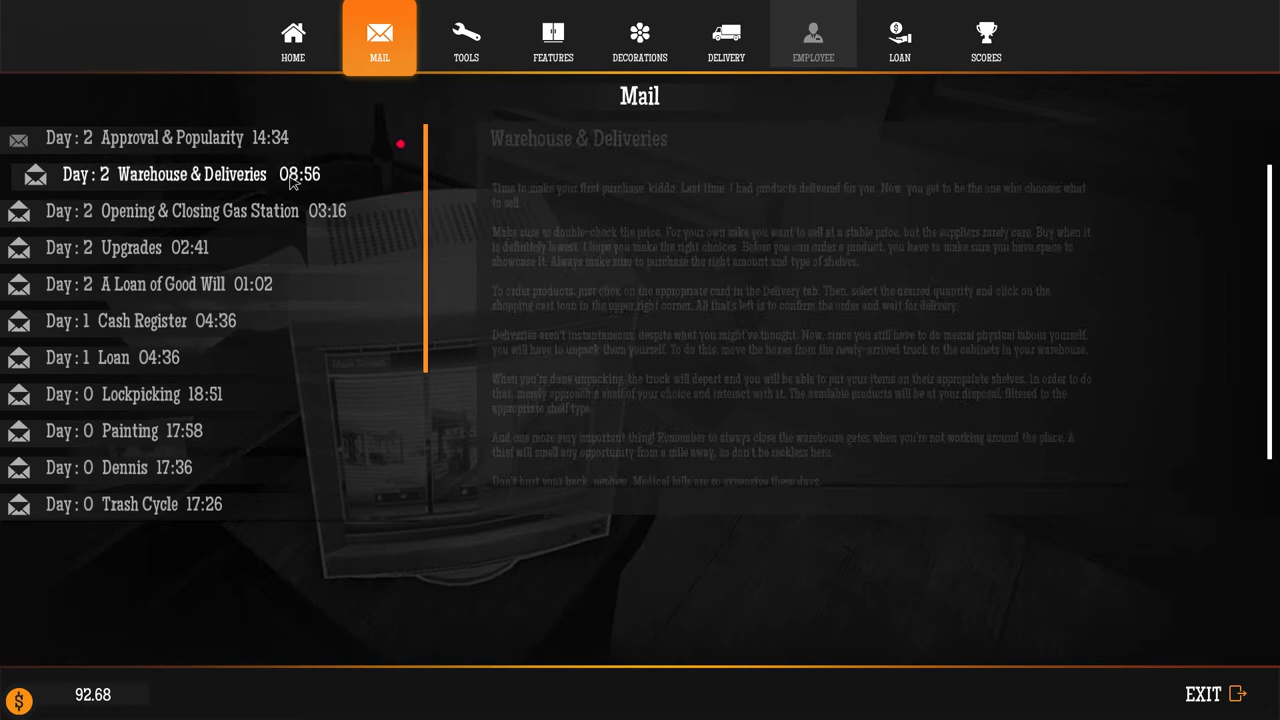 HOME
MAIL
TOOLS
FEATURES
DECORATIONS
DELIVERY
EMPLOYEE
LOAN
SCORES
Mail
Day : 2 Approval & Popularity 14:34
Day : 2 Warehouse & Deliveries 08:56
Day : 2 Opening & Closing Gas Station 03:16
Day : 2 Upgrades 02:41
Day : 2 A Loan of Good Will 01:02
Day : 1 Cash Register 04:36
Day : 1 Loan 04:36
Day : 0 Lockpicking 18:51
Day : 0 Painting 17:58
Day : 0 Dennis 17:36
Day : 0 Trash Cycle 17:26
Warehouse & Deliveries
Time to make your first purchase, kiddo. Last time, I had products delivered for you. Now, you get to be the one who chooses what
to sell.
Make sure to double-check the price. For your own sake you want to sell at a stable price, but the suppliers rarely care. Buy when it
is definitely lowest. I hope you make the right choices. Before you can order a product, you have to make sure you have space to
showcase it. Always make sure to purchase the right amount and type of shelves.
To order products, just click on the appropriate card in the Delivery tab. Then, select the desired quantity and click on the
shopping cart icon in the upper right corner. All that's left is to confirm the order and wait for delivery.
Deliveries aren't instantaneous, despite what you might've thought. Now, since you still have to do menial physical labour yourself,
you will have to unpack them yourself. To do this, move the boxes from the newly-arrived truck to the cabinets in your warehouse.
When you're done unpacking, the truck will depart and you will be able to put your items on their appropriate shelves. In order to do
that, merely approach a shelf of your choice and interact with it. The available products will be at your disposal, filtered to the
appropriate shelf type.
And one more very important thing! Remember to always close the warehouse gates when you're not working around the place. A
thief will smell any opportunity from a mile away, so don't be reckless here.
Don't hurt your back, nephew. Medical bills are so expensive these days.
$ 92.68
EXIT